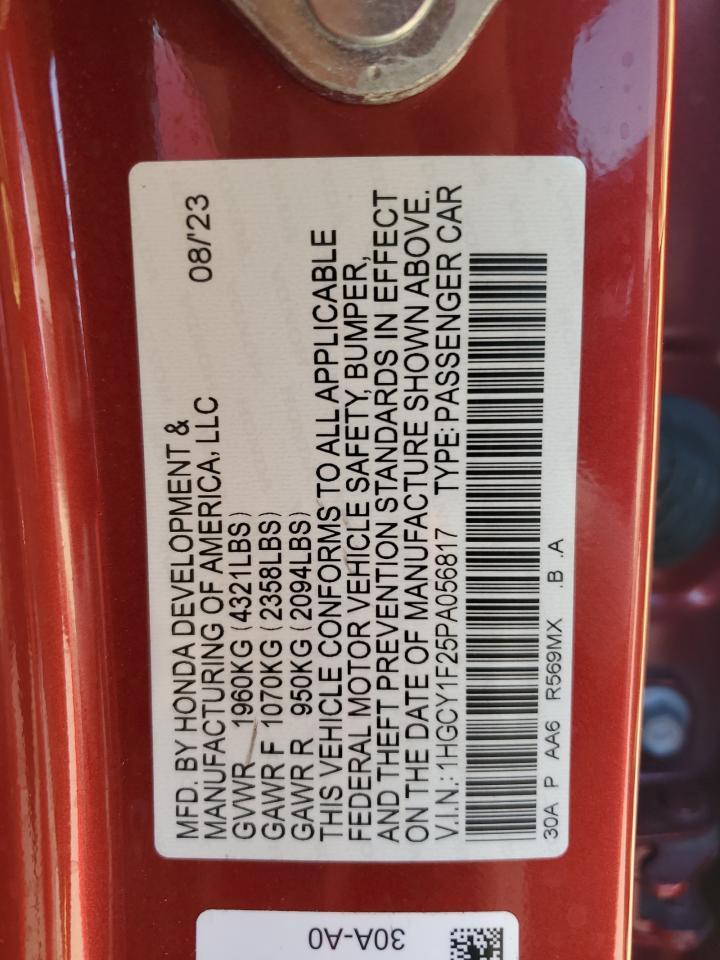 MFD. BY HONDA DEVELOPMENT &
MANUFACTURING OF AMERICA, LLC 08/'23
GVWR 1960KG (4321LBS)
GAWR F 1070KG (2358LBS)
GAWR R 950KG (2094LBS)
THIS VEHICLE CONFORMS TO ALL APPLICABLE
FEDERAL MOTOR VEHICLE SAFETY, BUMPER,
AND THEFT PREVENTION STANDARDS IN EFFECT
ON THE DATE OF MANUFACTURE SHOWN ABOVE.
V.I.N.: 1HGCY1F25PA056817 TYPE: PASSENGER CAR
30A P AA6 R569MX .B .A
30A-A0